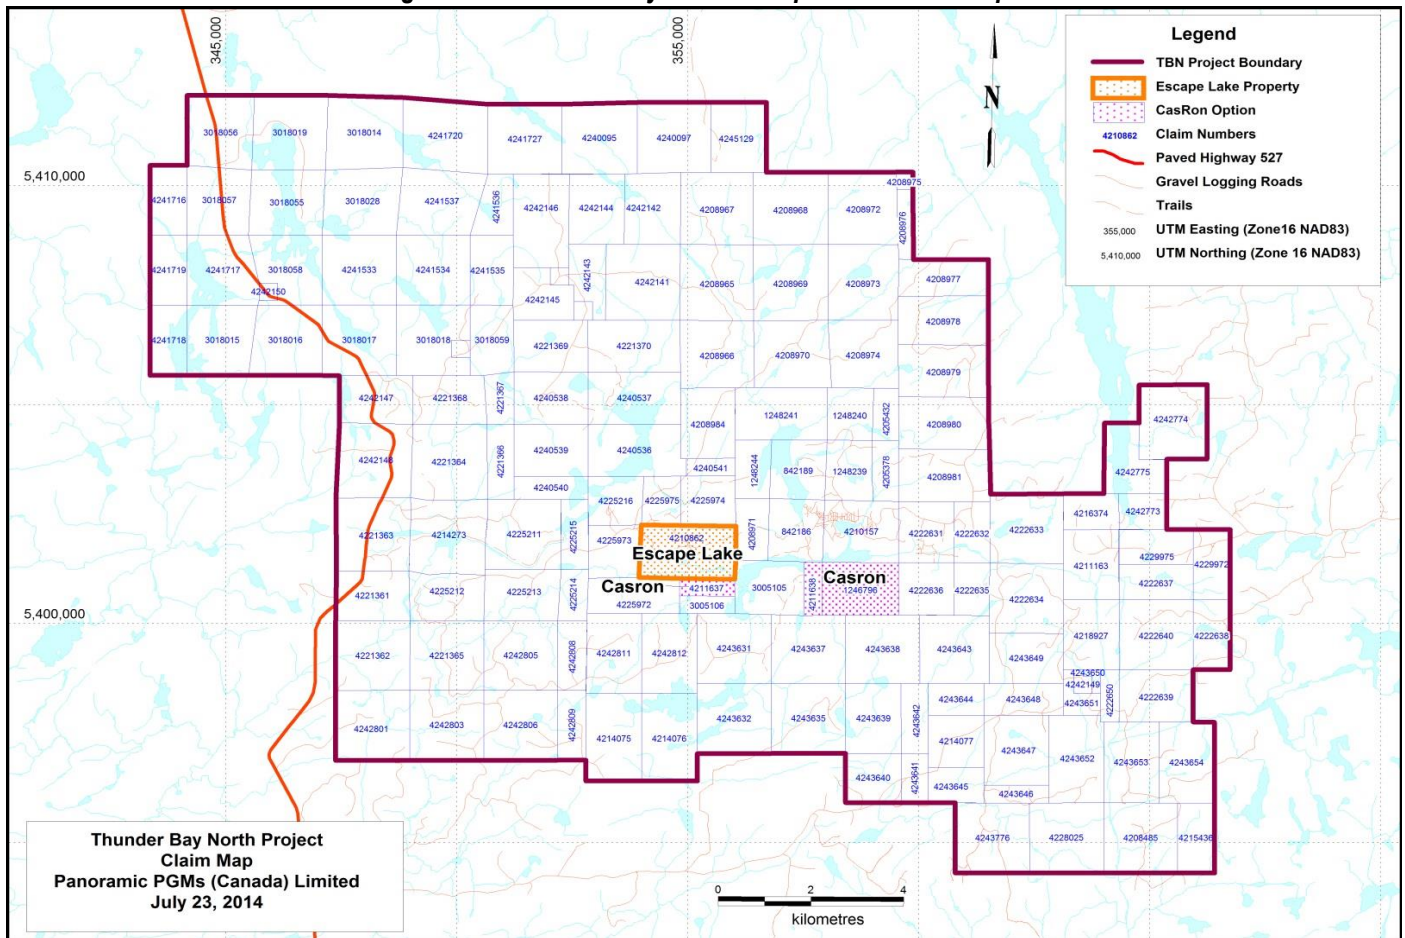 345,000
355,000
5,410,000
5,400,000
N
Legend
TBN Project Boundary
Escape Lake Property
CasRon Option
4210862 Claim Numbers
Paved Highway 527
Gravel Logging Roads
Trails
355,000 UTM Easting (Zone16 NAD83)
5,410,000 UTM Northing (Zone 16 NAD83)
3018056 3018019 3018014 4241720 4241727 4240095 4240097 4245129
4208975
4241716 3018057 3018055 3018028 4241537 4241536 4242146 4242144 4242142 4208967 4208968 4208972 4208976
4241719 4241717 3018058 4241533 4241534 4241535 4242143 4242141 4208965 4208969 4208973 4208977
4242150 4242145
4208978
4241718 3018015 3018016 3018017 3018018 3018059 4221369 4221370 4208966 4208970 4208974
4208979
4242147 4221368 4221367 4240538 4240537 1248241 1248240 4205432 4242774
4208984 4208980
4242148 4221364 4221366 4240539 4240536 4240541 1248244 842189 1248239 4205378 4208981 4242775
4240540
4225216 4225975 4225974 4216374 4242773
4221363 4214273 4225211 4225215 4225973 4210862 4208971 842186 4210157 4222631 4222632 4222633
Escape Lake
4229975 4229972
4211163
4222637
Casron Casron
4221361 4225212 4225213 4225214 4211637 3005105 4211638 1246796 4222636 4222635 4222634
4225972 3005106
4218927 4222640 4222638
4221362 4221365 4242805 4242808 4242811 4242812 4243631 4243637 4243638 4243643 4243649
4243650
4242149
4243651 4222650 4222639
4243644 4243648
4242801 4242803 4242806 4242809 4214075 4214076 4243632 4243635 4243639 4243642
4214077 4243647 4243652 4243653 4243654
4243640 4243641 4243645 4243646
4243776 4228025 4208485 4215436
Thunder Bay North Project
Claim Map
Panoramic PGMs (Canada) Limited
July 23, 2014
0 2 4
kilometres